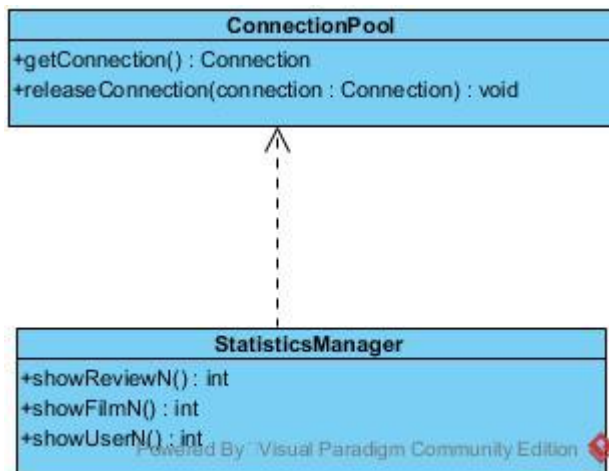 ConnectionPool
+getConnection() : Connection
+releaseConnection(connection : Connection) : void
StatisticsManager
+showReviewN() : int
+showFilmN() : int
+showUserN() : int
Powered By Visual Paradigm Community Edition